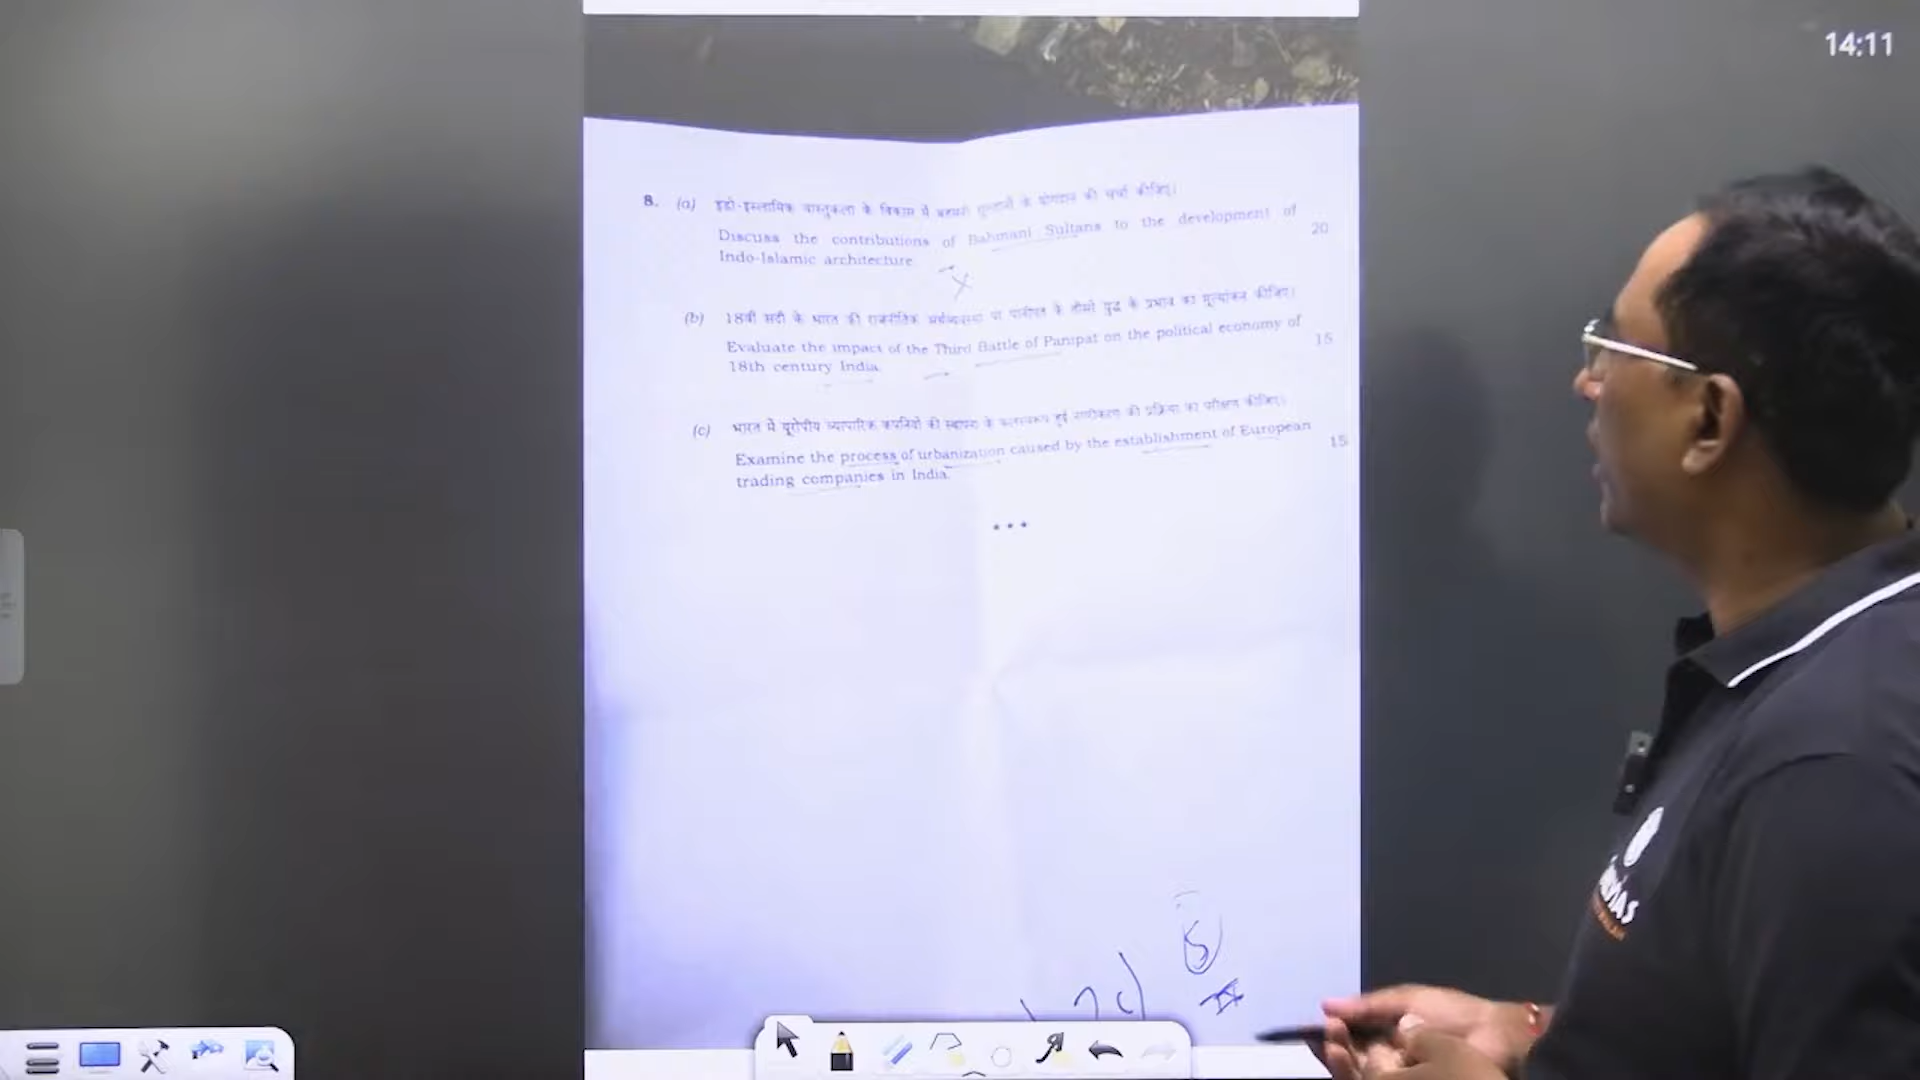 14:11
8. (a) इंडो-इस्लामिक वास्तुकला के विकास में बहमनी सुल्तानों के योगदान की चर्चा कीजिए।
Discuss the contributions of Bahmani Sultans to the development of 20
Indo-Islamic architecture.
(b) 18वीं सदी के भारत की राजनीतिक अर्थव्यवस्था पर पानीपत के तीसरे युद्ध के प्रभाव का मूल्यांकन कीजिए।
Evaluate the impact of the Third Battle of Panipat on the political economy of 15
18th century India.
(c) भारत में यूरोपीय व्यापारिक कंपनियों की स्थापना के फलस्वरूप हुई नगरीकरण की प्रक्रिया का परीक्षण कीजिए।
Examine the process of urbanization caused by the establishment of European 15
trading companies in India.
* * *